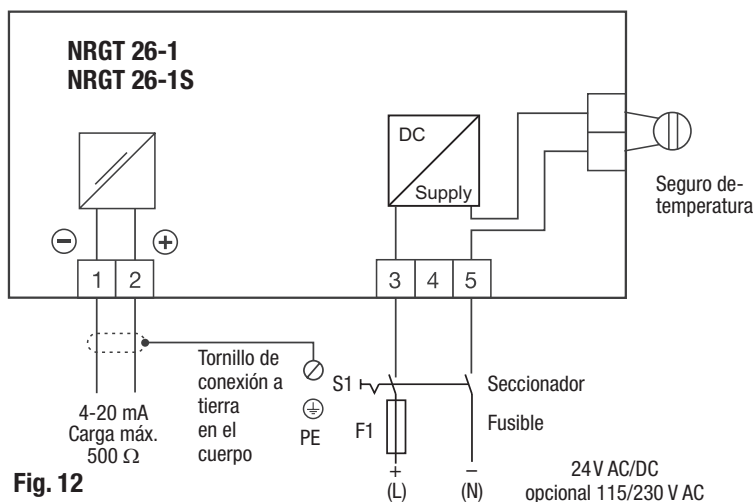 NRGT 26-1
NRGT 26-1S
DC
Supply
Seguro de-
temperatura
1
2
3
4
5
Tornillo de
conexión a
tierra
en el
cuerpo
PE
S1
Seccionador
F1
Fusible
4-20 mA
Carga máx.
500 Ω
+
(L)
−
(N)
24V AC/DC
opcional 115/230 V AC
Fig. 12